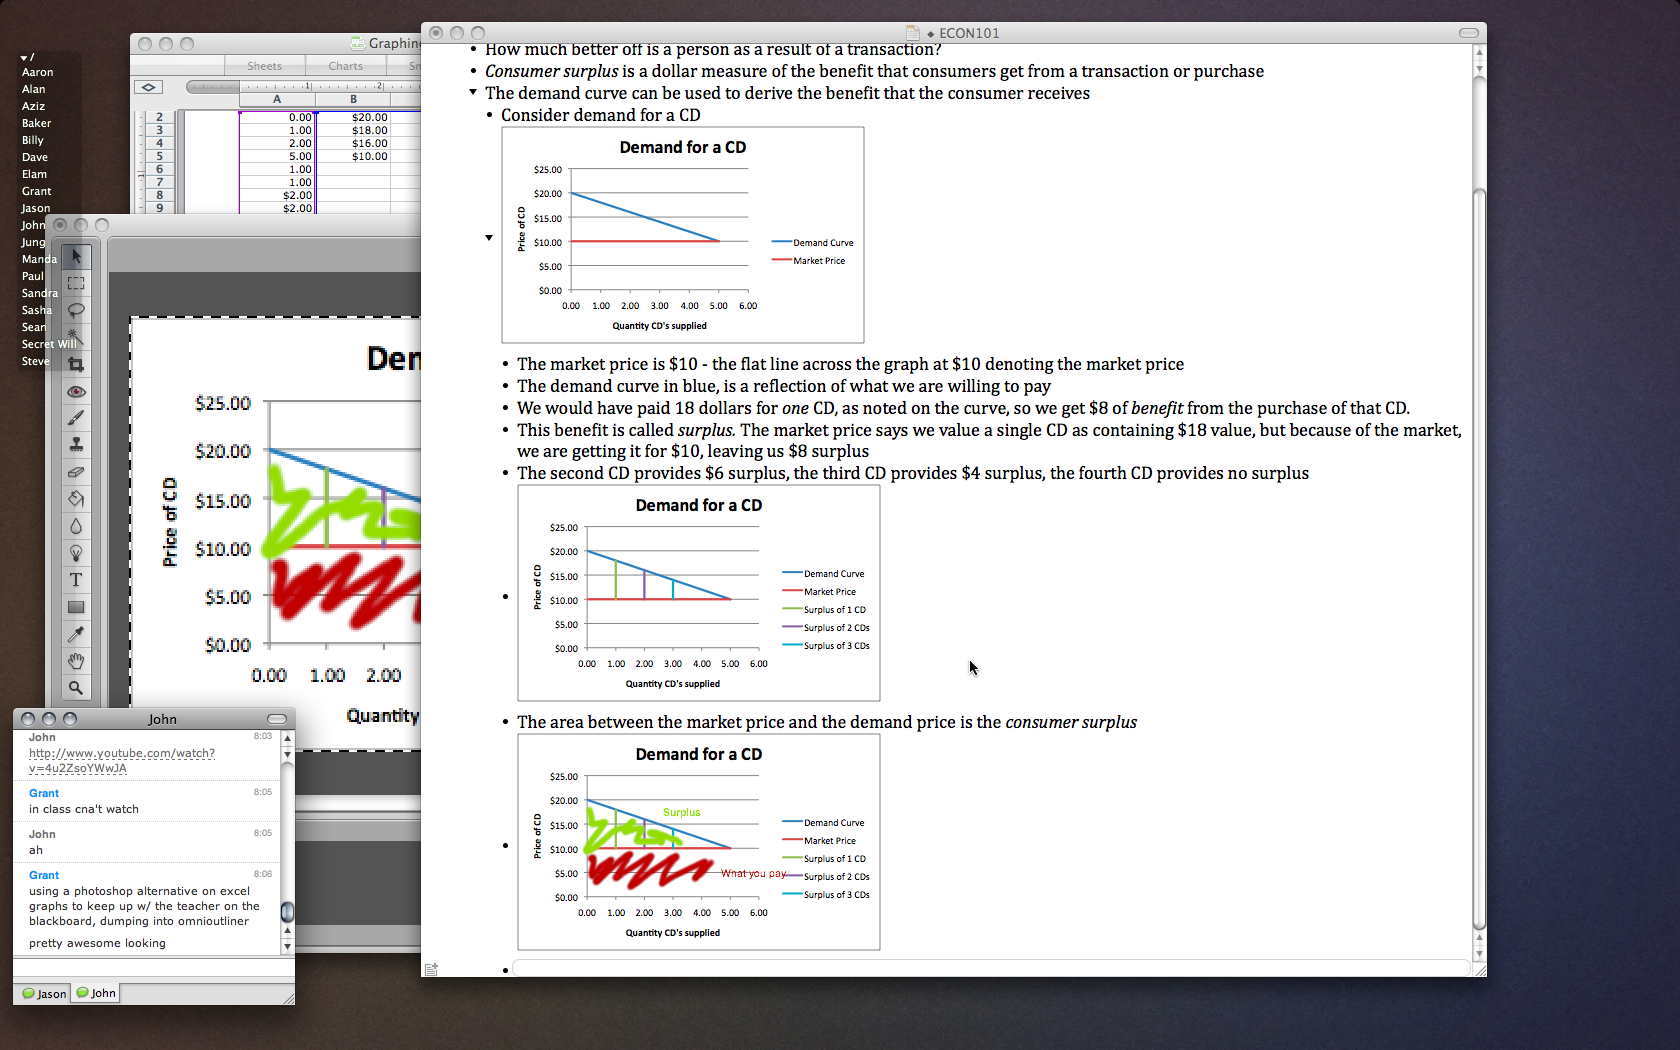 /
Aaron
Alan
Aziz
Baker
Billy
Dave
Elam
Grant
Jason
John
Jung
Manda
Paul
Sandra
Sasha
Sean
Secret Will
Steve
Sheets
Charts
A
B
2 0.00 $20.00
3 1.00 $18.00
4 2.00 $16.00
5 5.00 $10.00
6 1.00
7 1.00
8 $2.00
9 $2.00
$25.00
$20.00
$15.00
$10.00
$5.00
$0.00
0.00 1.00 2.00
Price of CD
Quantity
John
John 8:03
http://www.youtube.com/watch?
v=4u2ZsoYWwJA
Grant 8:05
in class cna't watch
John 8:05
ah
Grant 8:06
using a photoshop alternative on excel
graphs to keep up w/ the teacher on the
blackboard, dumping into omnioutliner
pretty awesome looking
Jason
John
ECON101
• How much better off is a person as a result of a transaction?
• Consumer surplus is a dollar measure of the benefit that consumers get from a transaction or purchase
The demand curve can be used to derive the benefit that the consumer receives
• Consider demand for a CD
Demand for a CD
$25.00
$20.00
$15.00
$10.00
$5.00
$0.00
Price of CD
0.00 1.00 2.00 3.00 4.00 5.00 6.00
Quantity CD's supplied
Demand Curve
Market Price
• The market price is $10 - the flat line across the graph at $10 denoting the market price
• The demand curve in blue, is a reflection of what we are willing to pay
• We would have paid 18 dollars for one CD, as noted on the curve, so we get $8 of benefit from the purchase of that CD.
• This benefit is called surplus. The market price says we value a single CD as containing $18 value, but because of the market,
we are getting it for $10, leaving us $8 surplus
• The second CD provides $6 surplus, the third CD provides $4 surplus, the fourth CD provides no surplus
Demand for a CD
$25.00
$20.00
$15.00
$10.00
$5.00
$0.00
Price of CD
0.00 1.00 2.00 3.00 4.00 5.00 6.00
Quantity CD's supplied
Demand Curve
Market Price
Surplus of 1 CD
Surplus of 2 CDs
Surplus of 3 CDs
• The area between the market price and the demand price is the consumer surplus
Demand for a CD
$25.00
$20.00
$15.00
$10.00
$5.00
$0.00
Price of CD
Surplus
What you pay
0.00 1.00 2.00 3.00 4.00 5.00 6.00
Quantity CD's supplied
Demand Curve
Market Price
Surplus of 1 CD
Surplus of 2 CDs
Surplus of 3 CDs